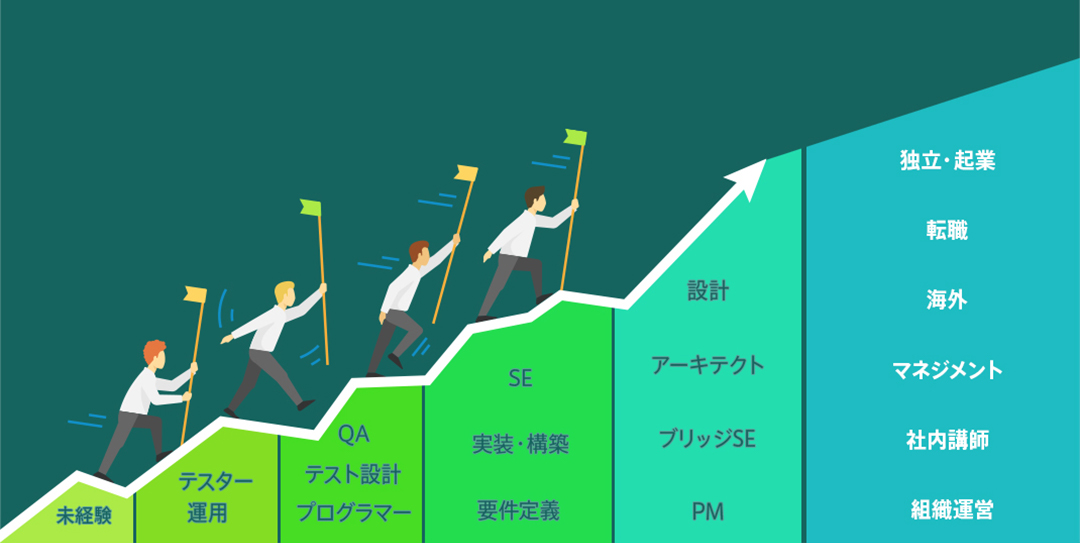 未経験
テスター
運用
QA
テスト設計
プログラマー
SE
実装・構築
要件定義
設計
アーキテクト
ブリッジSE
PM
独立・起業
転職
海外
マネジメント
社内講師
組織運営